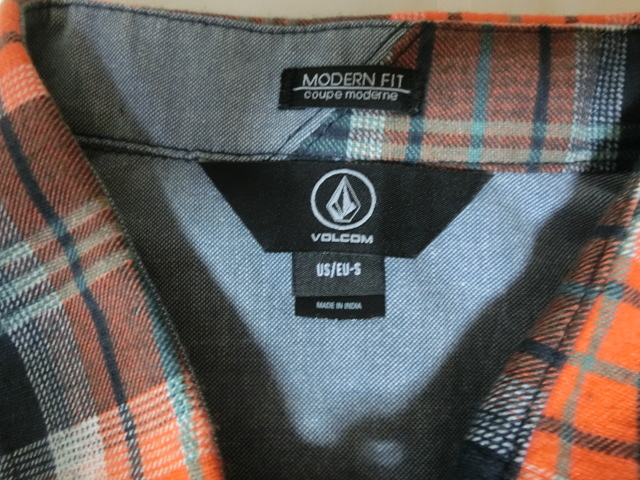 MODERN FIT
coupe moderne
VOLCOM
US/EU-S
MADE IN INDIA